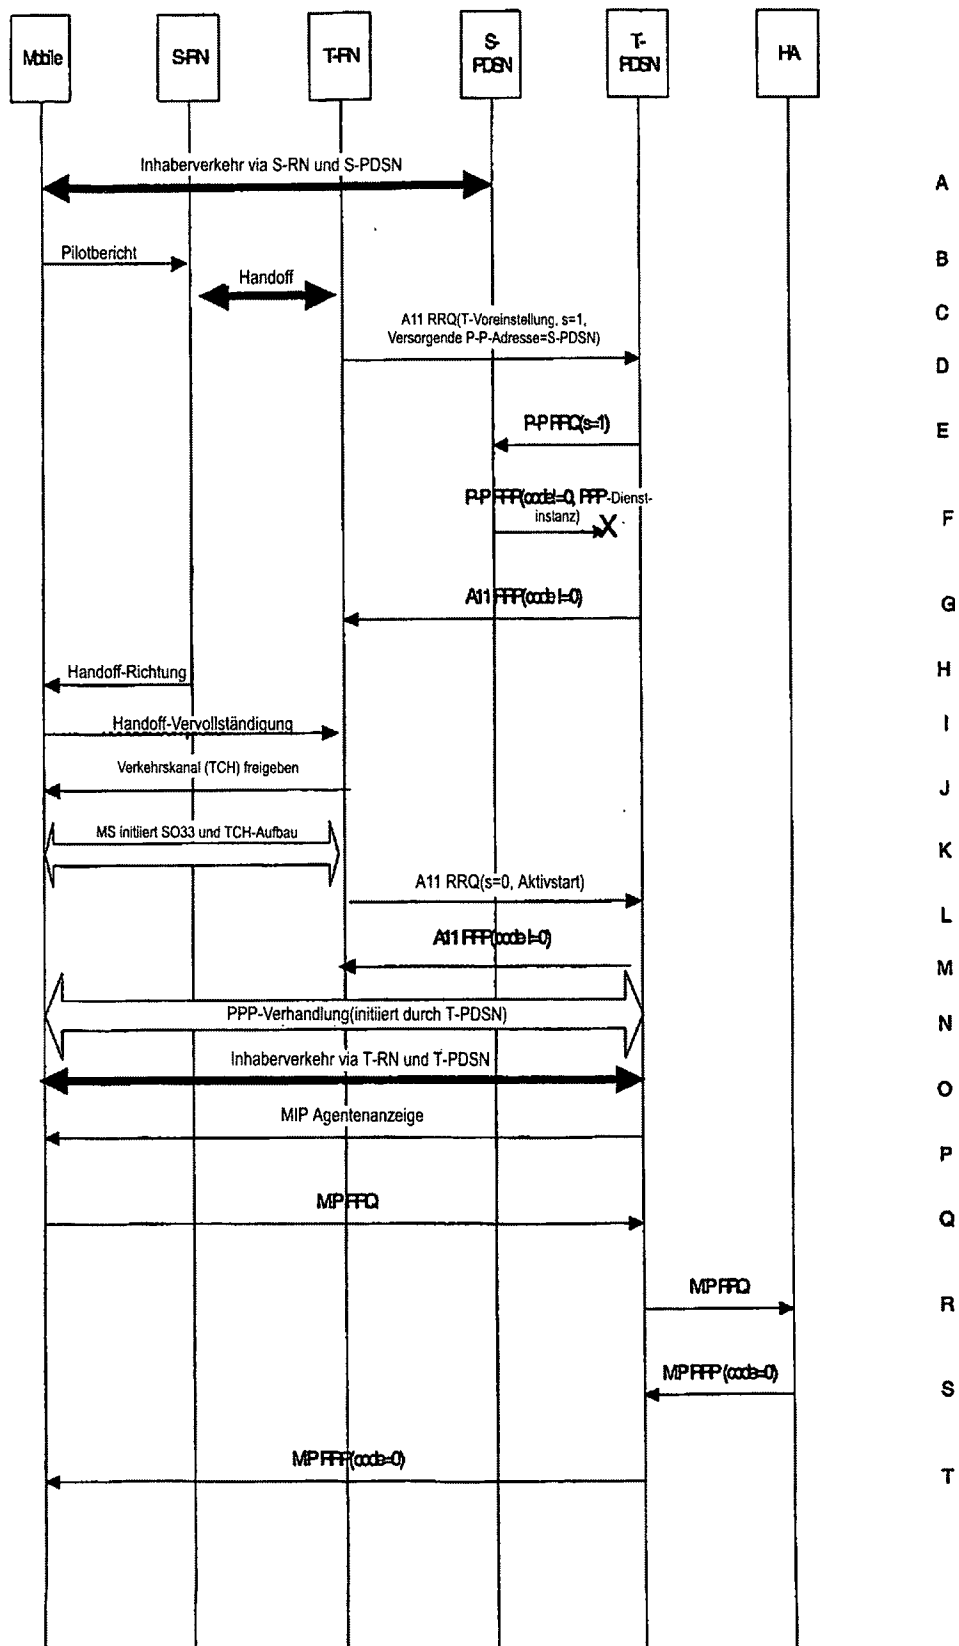 Mobile
S-RN
T-RN
S-
PDSN
T-
PDSN
HA
Inhaberverkehr via S-RN und S-PDSN
A
Pilotbericht
B
Handoff
C
A11 RRQ(T-Voreinstellung, s=1,
Versorgende P-P-Adresse=S-PDSN)
D
P-P RRQ(s=1)
E
P-P RRP(code!=0, PPP-Dienst-
instanz)
X
F
A11 RRP(code !=0)
G
Handoff-Richtung
H
Handoff-Vervollständigung
I
Verkehrskanal (TCH) freigeben
J
MS initiiert SO33 und TCH-Aufbau
K
A11 RRQ(s=0, Aktivstart)
L
A11 RRP(code !=0)
M
PPP-Verhandlung(initiiert durch T-PDSN)
N
Inhaberverkehr via T-RN und T-PDSN
O
MIP Agentenanzeige
P
MIP RRQ
Q
MIP RRQ
R
MIP RRP (code=0)
S
MIP RRP(code=0)
T